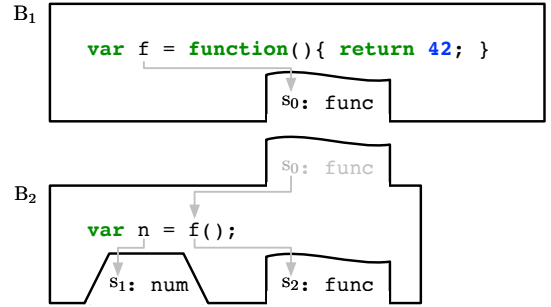 B₁
var f = function(){ return 42; }
s₀: func
s₀: func
B₂
var n = f();
s₁: num s₂: func